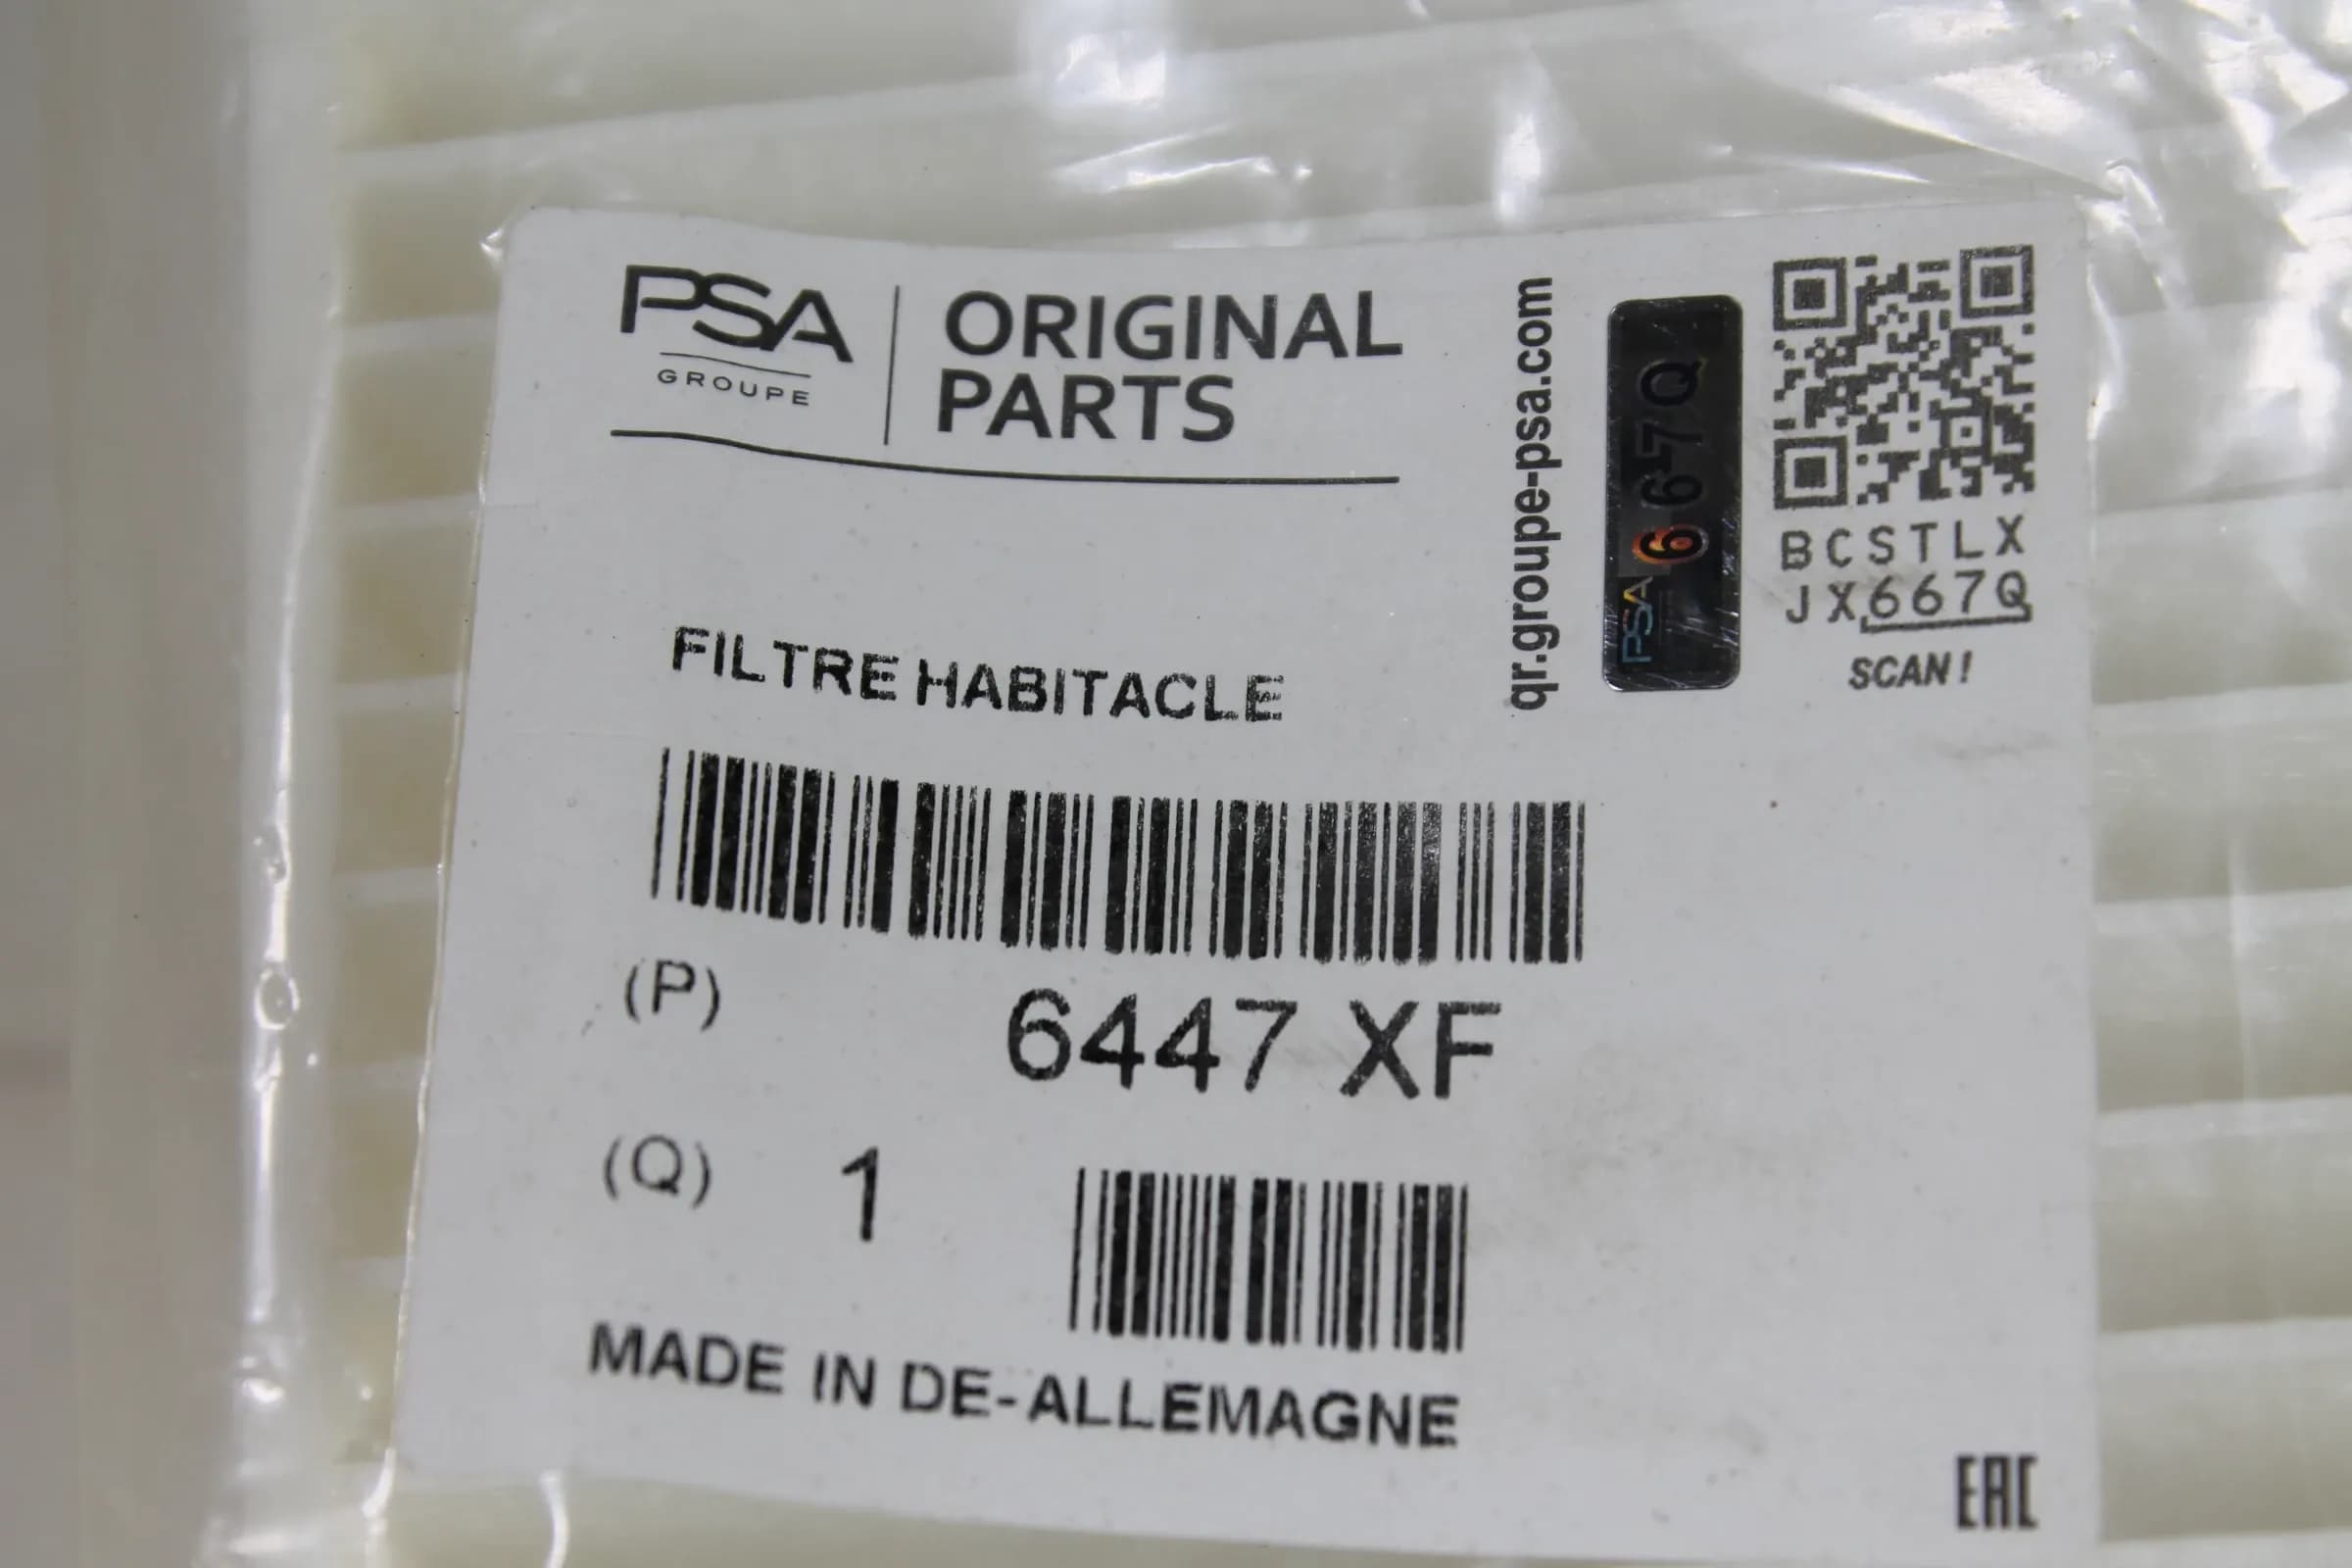 PSA
GROUPE
ORIGINAL
PARTS
qr.groupe-psa.com
PSA 667Q
BCSTLX
JX667Q
SCAN!
FILTRE HABITACLE
(P) 6447 XF
(Q) 1
MADE IN DE-ALLEMAGNE
EAC